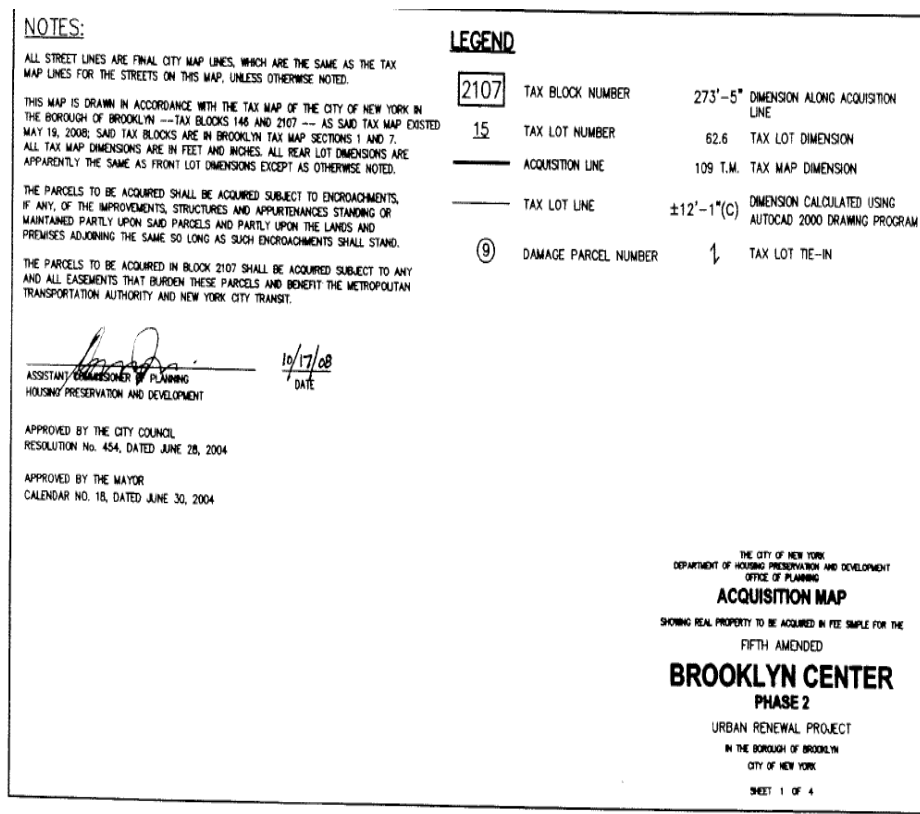 NOTES:
ALL STREET LINES ARE FINAL CITY MAP LINES, WHICH ARE THE SAME AS THE TAX
MAP LINES FOR THE STREETS ON THIS MAP, UNLESS OTHERWISE NOTED.
THIS MAP IS DRAWN IN ACCORDANCE WITH THE TAX MAP OF THE CITY OF NEW YORK IN
THE BOROUGH OF BROOKLYN --TAX BLOCKS 146 AND 2107 -- AS SAID TAX MAP EXISTED
MAY 19, 2008; SAID TAX BLOCKS ARE IN BROOKLYN TAX MAP SECTIONS 1 AND 7.
ALL TAX MAP DIMENSIONS ARE IN FEET AND INCHES. ALL REAR LOT DIMENSIONS ARE
APPARENTLY THE SAME AS FRONT LOT DIMENSIONS EXCEPT AS OTHERWISE NOTED.
THE PARCELS TO BE ACQUIRED SHALL BE ACQUIRED SUBJECT TO ENCROACHMENTS,
IF ANY, OF THE IMPROVEMENTS, STRUCTURES AND APPURTENANCES STANDING OR
MAINTAINED PARTLY UPON SAID PARCELS AND PARTLY UPON THE LANDS AND
PREMISES ADJOINING THE SAME SO LONG AS SUCH ENCROACHMENTS SHALL STAND.
THE PARCELS TO BE ACQUIRED IN BLOCK 2107 SHALL BE ACQUIRED SUBJECT TO ANY
AND ALL EASEMENTS THAT BURDEN THESE PARCELS AND BENEFIT THE METROPOLITAN
TRANSPORTATION AUTHORITY AND NEW YORK CITY TRANSIT.
10/17/08
ASSISTANT COMMISSIONER OF PLANNING
DATE
HOUSING PRESERVATION AND DEVELOPMENT
APPROVED BY THE CITY COUNCIL
RESOLUTION No. 454, DATED JUNE 28, 2004
APPROVED BY THE MAYOR
CALENDAR NO. 18, DATED JUNE 30, 2004
LEGEND
2107 TAX BLOCK NUMBER
15 TAX LOT NUMBER
ACQUISITION LINE
TAX LOT LINE
9 DAMAGE PARCEL NUMBER
273'-5" DIMENSION ALONG ACQUISITION
LINE
62.6 TAX LOT DIMENSION
109 T.M. TAX MAP DIMENSION
±12'-1"(C) DIMENSION CALCULATED USING
AUTOCAD 2000 DRAWING PROGRAM
TAX LOT TIE-IN
THE CITY OF NEW YORK
DEPARTMENT OF HOUSING PRESERVATION AND DEVELOPMENT
OFFICE OF PLANNING
ACQUISITION MAP
SHOWING REAL PROPERTY TO BE ACQUIRED IN FEE SIMPLE FOR THE
FIFTH AMENDED
BROOKLYN CENTER
PHASE 2
URBAN RENEWAL PROJECT
IN THE BOROUGH OF BROOKLYN
CITY OF NEW YORK
SHEET 1 OF 4